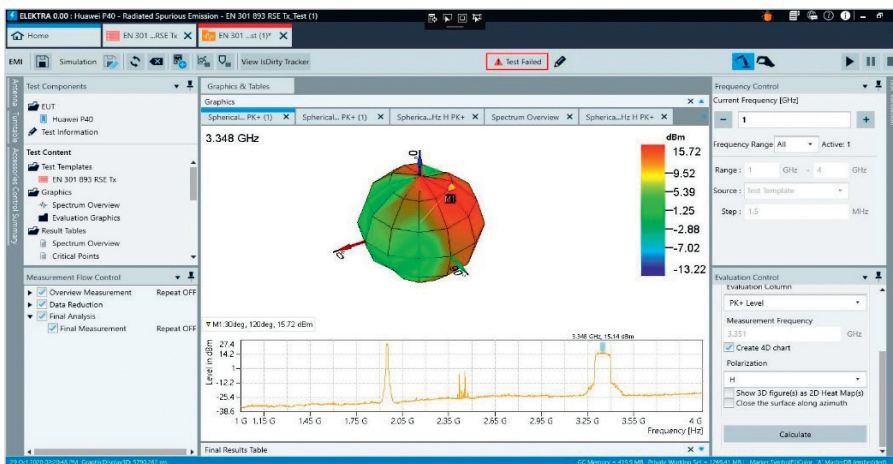 ELEKTRA 0.00 : Huawei P40 - Radiated Spurious Emission - EN 301 893 RSE Tx_Test (1)
Home
EN 301 ...RSE Tx X
EN 301 ...st (1)* X
EMI
Simulation
View IsDirty Tracker
Test Failed
Antenna
Turntable
Accessories Control Summary
Test Components
EUT
Huawei P40
Test Information
Test Content
Test Templates
EN 301 893 RSE Tx
Graphics
Spectrum Overview
Evaluation Graphics
Result Tables
Spectrum Overview
Critical Points
Measurement Flow Control
Overview Measurement Repeat OFF
Data Reduction
Final Analysis
Final Measurement Repeat OFF
Graphics & Tables
Graphics
Spherical... PK+ (1) X
Spherical... PK+ (1) X
Spherica...Hz H PK+ X
Spectrum Overview X
Spherica...Hz H PK+ X
3.348 GHz
dBm
15.72
9.52
5.39
1.25
-2.88
-7.02
-13.22
0°
M1
0°
90°
M1:30deg, 120deg, 15.72 dBm
3.348 GHz, 15.14 dBm
Level in dBm
27.4
14.2
1
-12.2
-25.4
-38.6
1 G 1.15 G 1.45 G 1.75 G 2.05 G 2.35 G 2.65 G 2.95 G 3.25 G 3.55 G 4 G
Frequency [Hz]
Final Results Table
Frequency Control
Current Frequency [GHz]
- 1 +
Frequency Range All Active: 1
Range : 1 GHz - 4 GHz
Source : Test Template
Step : 1.5 MHz
Evaluation Control
Evaluation Column
PK+ Level
Measurement Frequency
3.351 GHz
Create 4D chart
Polarization
H
Show 3D figure(s) as 2D Heat Map(s)
Close the surface along azimuth
Calculate